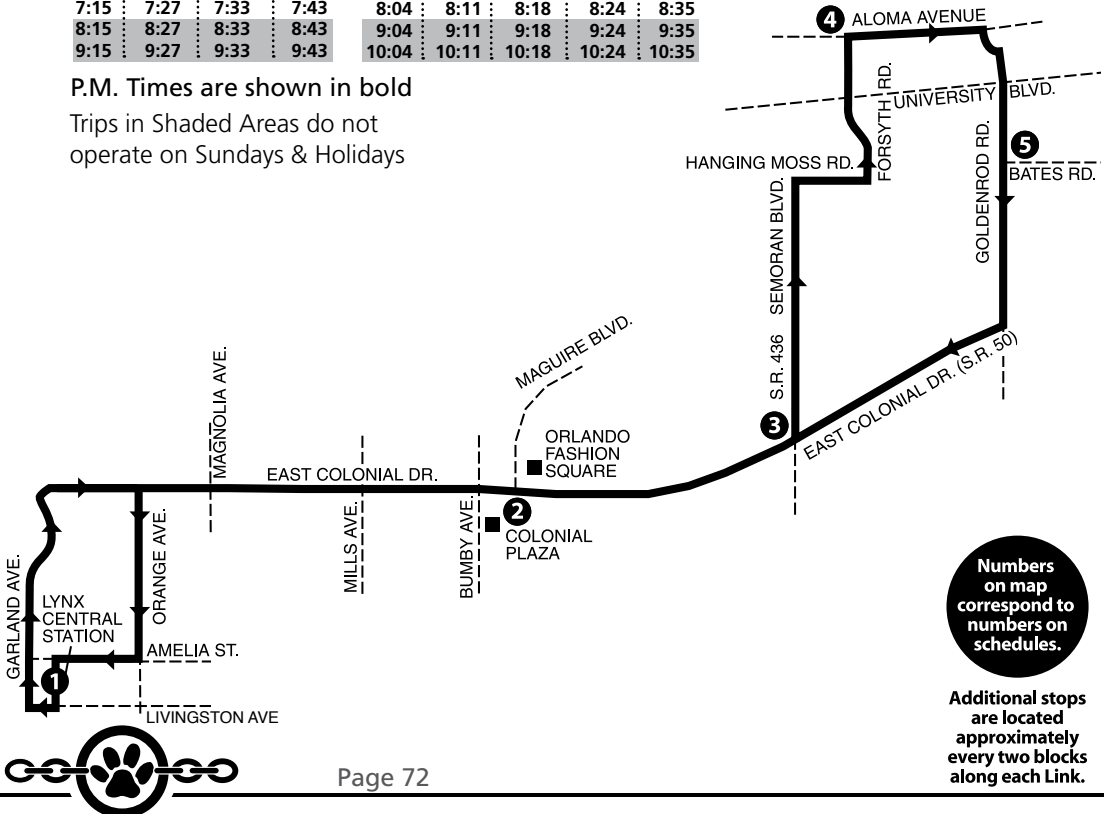 7:15 7:27 7:33 7:43 8:04 8:11 8:18 8:24 8:35
8:15 8:27 8:33 8:43 9:04 9:11 9:18 9:24 9:35
9:15 9:27 9:33 9:43 10:04 10:11 10:18 10:24 10:35
P.M. Times are shown in bold
Trips in Shaded Areas do not
operate on Sundays & Holidays
4 ALOMA AVENUE
UNIVERSITY BLVD.
FORSYTH RD.
HANGING MOSS RD.
GOLDENROD RD.
5
BATES RD.
S.R. 436 SEMORAN BLVD.
EAST COLONIAL DR. (S.R. 50)
3
MAGUIRE BLVD.
ORLANDO
FASHION
SQUARE
MAGNOLIA AVE.
EAST COLONIAL DR.
MILLS AVE.
BUMBY AVE.
2
COLONIAL
PLAZA
ORANGE AVE.
GARLAND AVE.
LYNX
CENTRAL
STATION
1
AMELIA ST.
LIVINGSTON AVE
Numbers
on map
correspond to
numbers on
schedules.
Additional stops
are located
approximately
every two blocks
along each Link.
Page 72